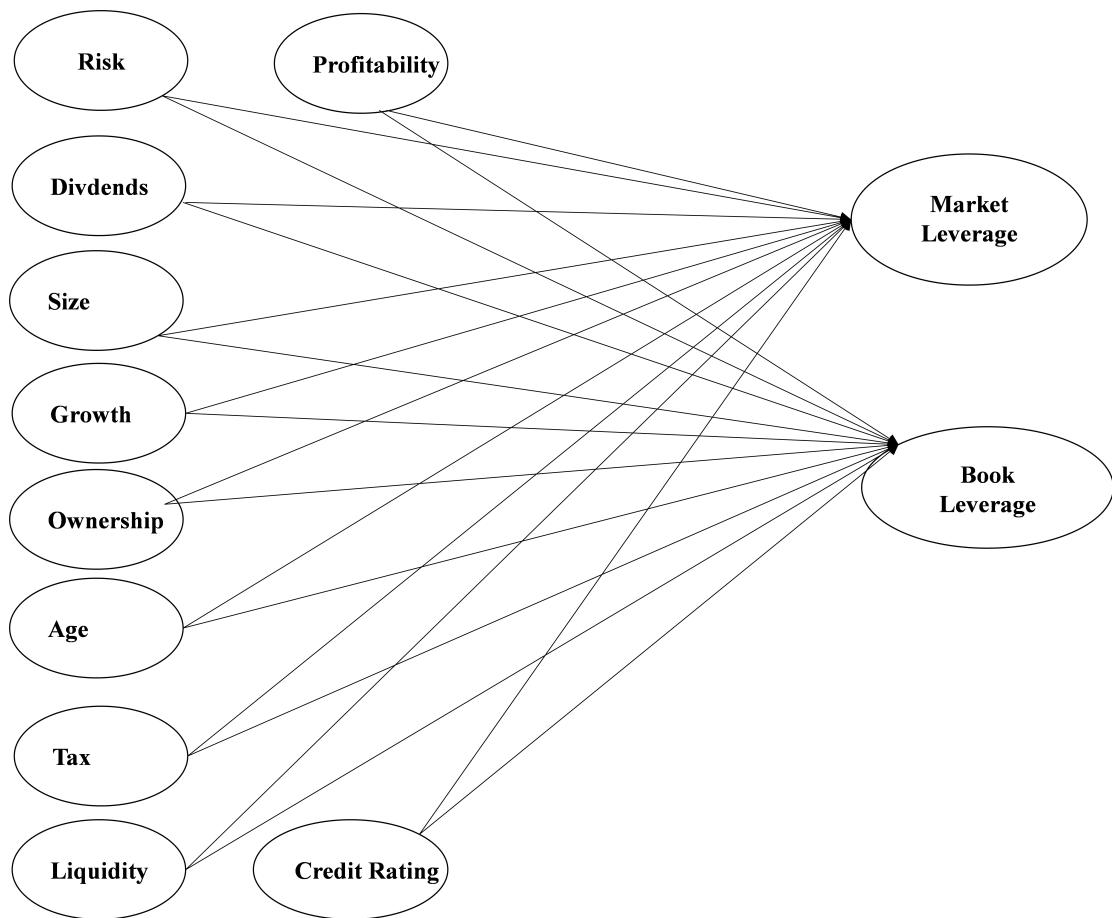 Risk
Profitability
Divdends
Market
Leverage
Size
Growth
Book
Leverage
Ownership
Age
Tax
Liquidity
Credit Rating